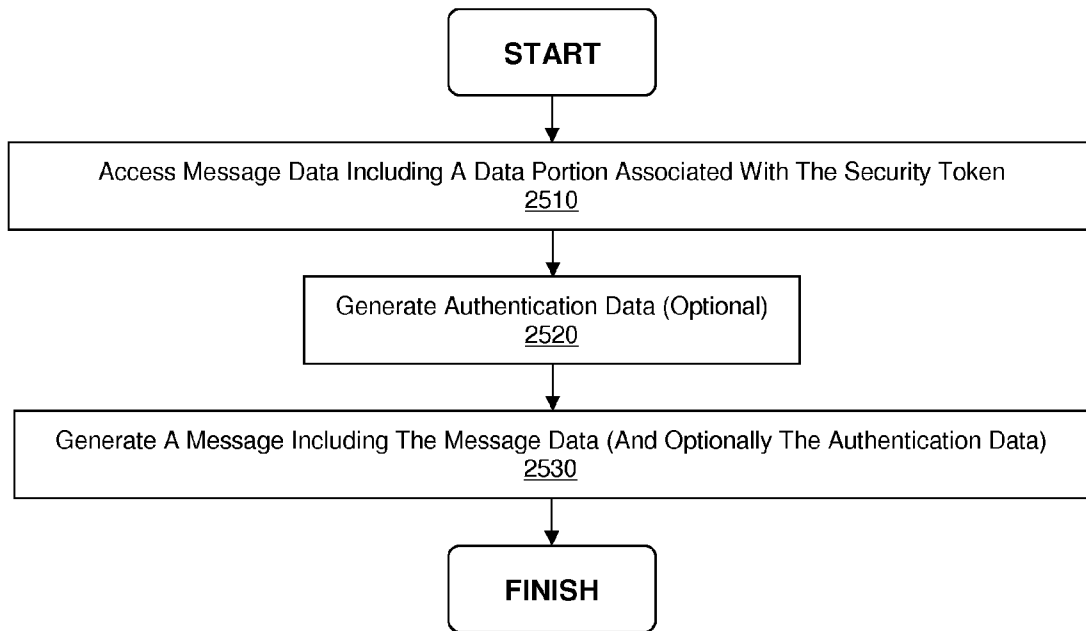 START
Access Message Data Including A Data Portion Associated With The Security Token
2510
Generate Authentication Data (Optional)
2520
Generate A Message Including The Message Data (And Optionally The Authentication Data)
2530
FINISH